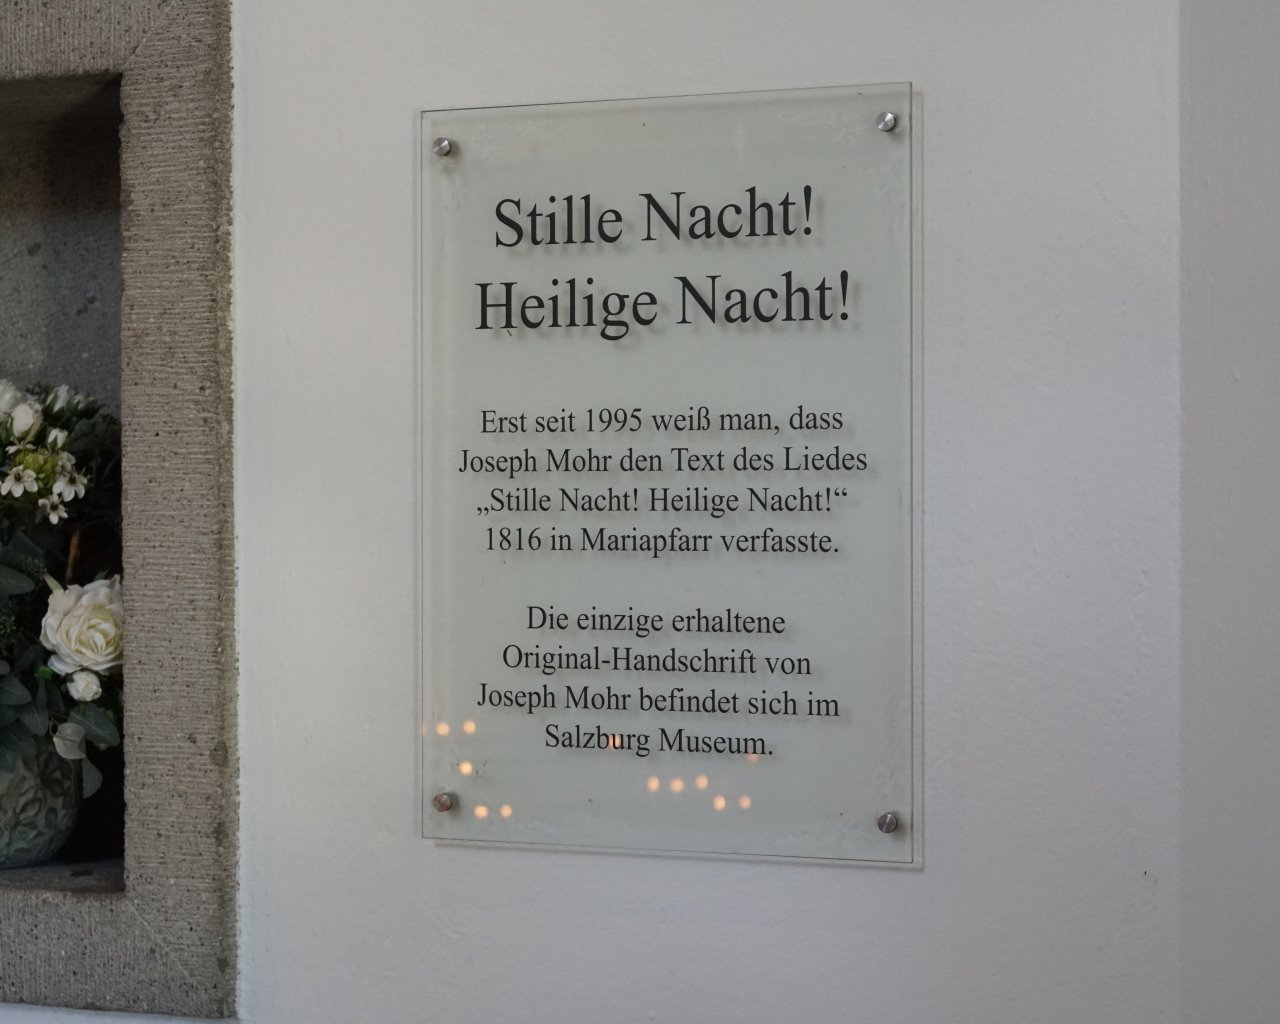 Stille Nacht!
Heilige Nacht!
Erst seit 1995 weiß man, dass
Joseph Mohr den Text des Liedes
„Stille Nacht! Heilige Nacht!“
1816 in Mariapfarr verfasste.
Die einzige erhaltene
Original-Handschrift von
Joseph Mohr befindet sich im
Salzburg Museum.